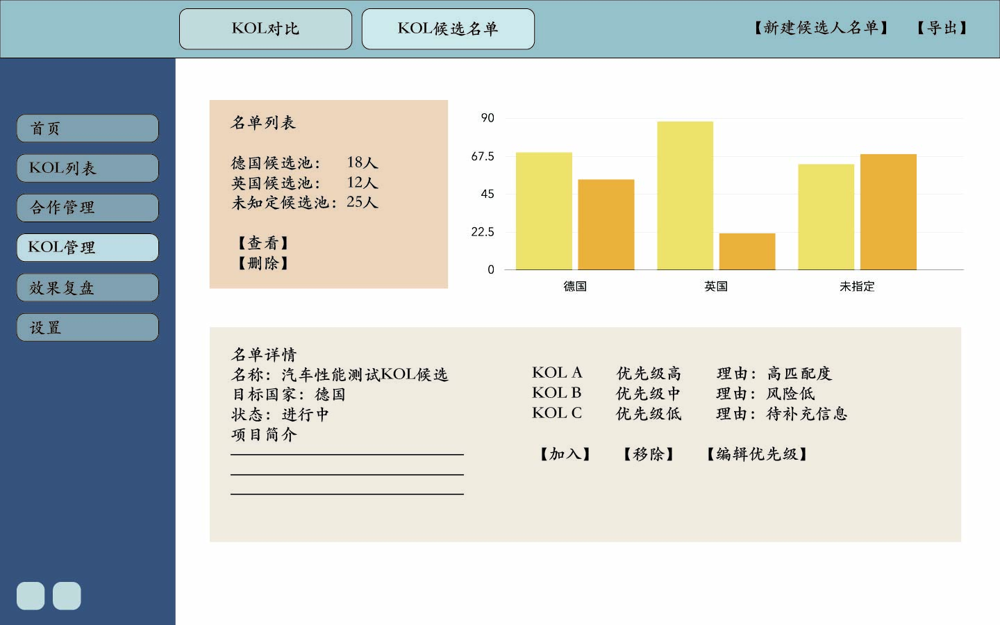 KOL对比
KOL候选名单
【新建候选人名单】 【导出】
首页
KOL列表
合作管理
KOL管理
效果复盘
设置
名单列表
德国候选池： 18人
英国候选池： 12人
未知定候选池：25人
【查看】
【删除】
90
67.5
45
22.5
0
德国
英国
未指定
名单详情
名称：汽车性能测试KOL候选
目标国家：德国
状态：进行中
项目简介
KOL A 优先级高 理由：高匹配度
KOL B 优先级中 理由：风险低
KOL C 优先级低 理由：待补充信息
【加入】 【移除】 【编辑优先级】